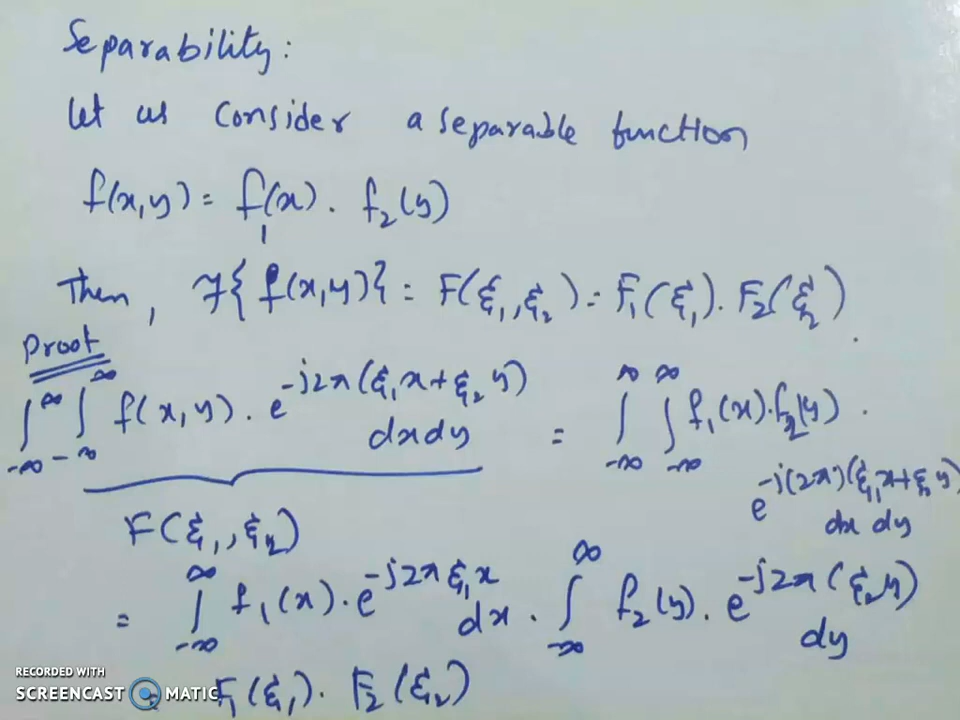 Separability:
Let us consider a separable function
f(x,y) = f₁(x) . f₂(y)
Then, ℱ{f(x,y)} = F(ξ₁,ξ₂) = F₁(ξ₁) . F₂(ξ₂).
Proof
∫_{-∞}^{∞} ∫_{-∞}^{∞} f(x,y) . e^{-j2π(ξ₁x+ξ₂y)} dxdy = ∫_{-∞}^{∞} ∫_{-∞}^{∞} f₁(x).f₂(y) . e^{-j(2π)(ξ₁x+ξ₂y)} dx dy
F(ξ₁,ξ₂)
= ∫_{-∞}^{∞} f₁(x) . e^{-j2πξ₁x} dx . ∫_{-∞}^{∞} f₂(y) . e^{-j2π(ξ₂y)} dy
= F₁(ξ₁) . F₂(ξ₂)
RECORDED WITH
SCREENCAST MATIC